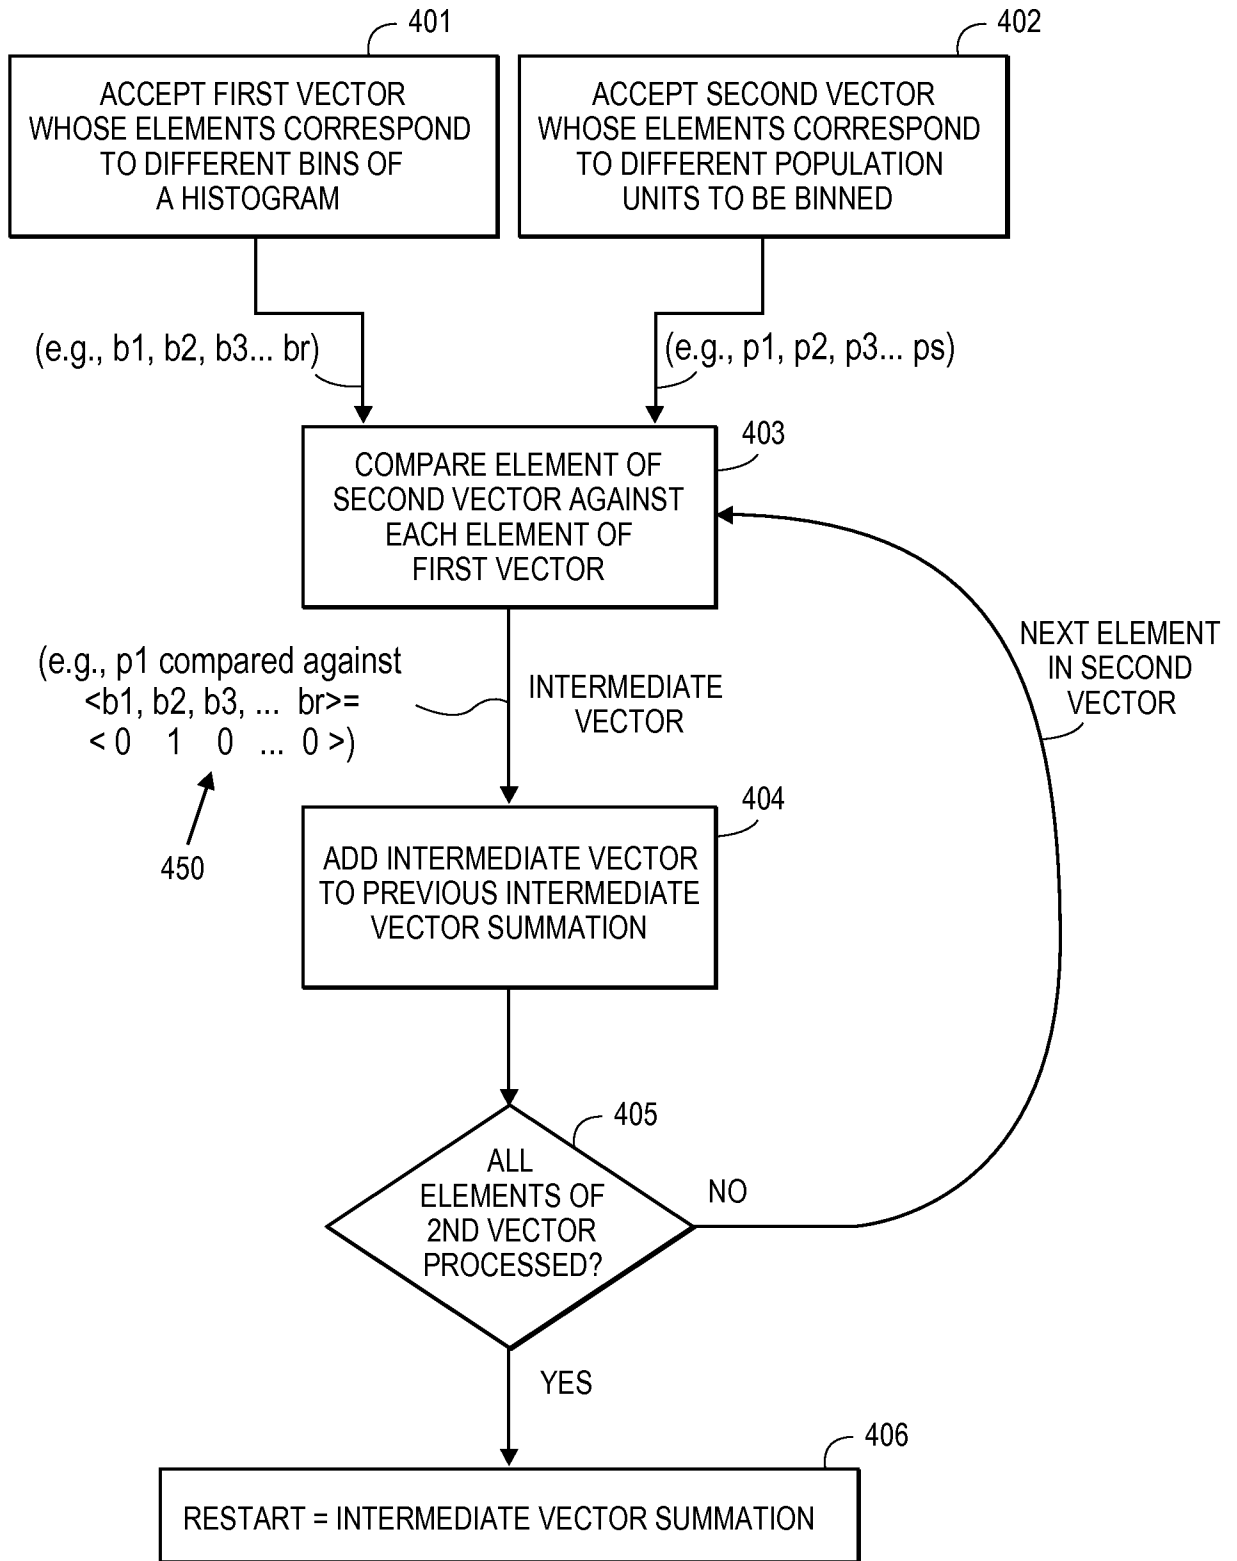 401
ACCEPT FIRST VECTOR
WHOSE ELEMENTS CORRESPOND
TO DIFFERENT BINS OF
A HISTOGRAM
402
ACCEPT SECOND VECTOR
WHOSE ELEMENTS CORRESPOND
TO DIFFERENT POPULATION
UNITS TO BE BINNED
(e.g., b1, b2, b3... br)
(e.g., p1, p2, p3... ps)
403
COMPARE ELEMENT OF
SECOND VECTOR AGAINST
EACH ELEMENT OF
FIRST VECTOR
(e.g., p1 compared against
<b1, b2, b3, ... br>=
< 0 1 0 ... 0 >)
450
INTERMEDIATE
VECTOR
NEXT ELEMENT
IN SECOND
VECTOR
404
ADD INTERMEDIATE VECTOR
TO PREVIOUS INTERMEDIATE
VECTOR SUMMATION
405
ALL
ELEMENTS OF
2ND VECTOR
PROCESSED?
NO
YES
406
RESTART = INTERMEDIATE VECTOR SUMMATION